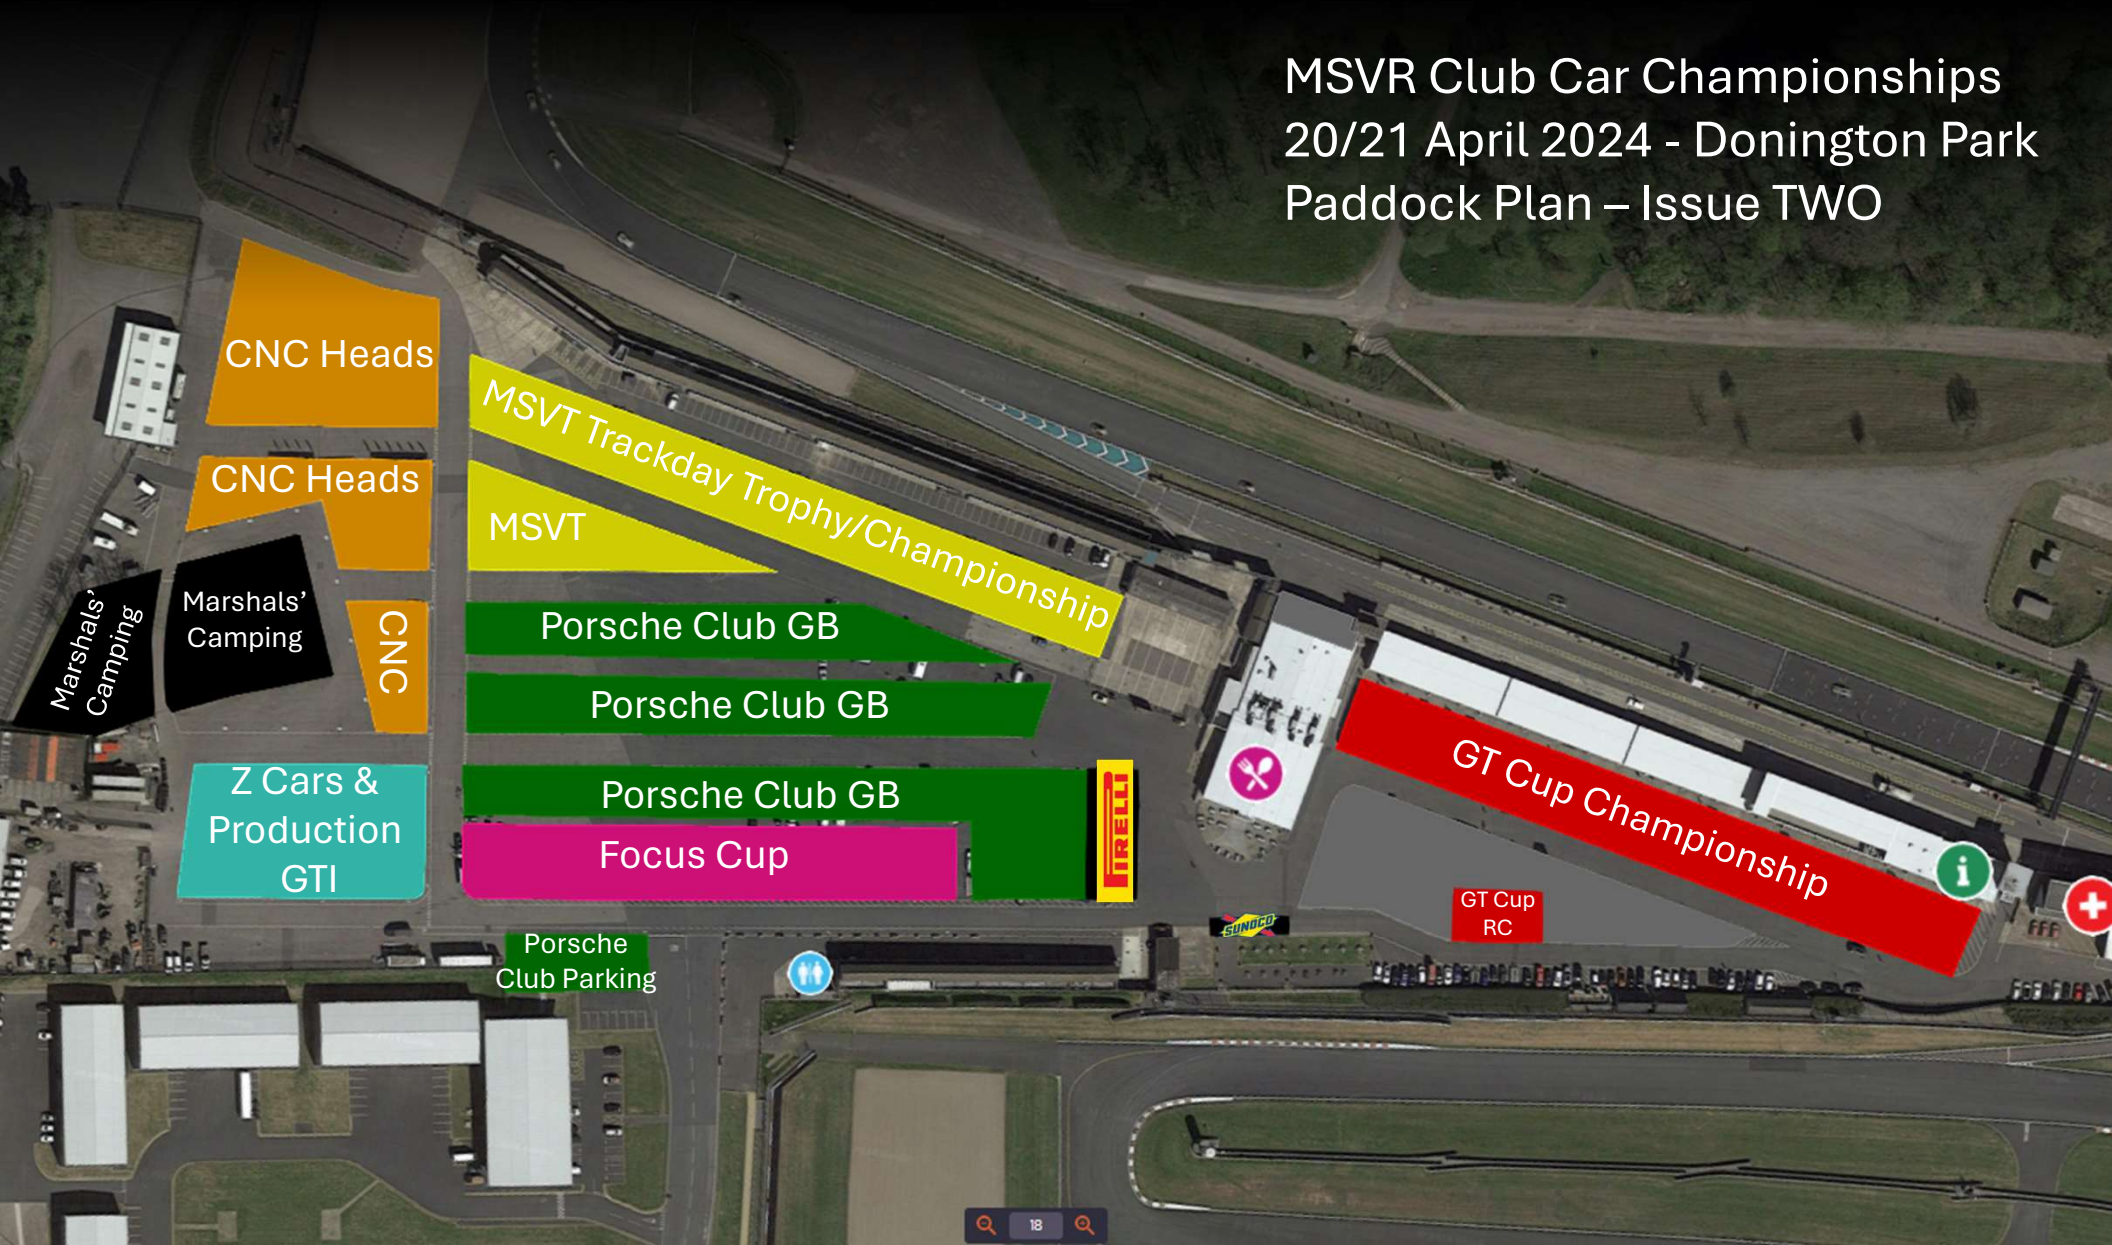 MSVR Club Car Championships
20/21 April 2024 - Donington Park
Paddock Plan – Issue TWO
CNC Heads
MSVT Trackday Trophy/Championship
CNC Heads
MSVT
Marshals’
Camping
Marshals’
Camping
CNC
Porsche Club GB
Porsche Club GB
Z Cars &
Production
GTI
Porsche Club GB
PIRELLI
Focus Cup
GT Cup Championship
i
GT Cup
RC
SUNOCO
Porsche
Club Parking
18